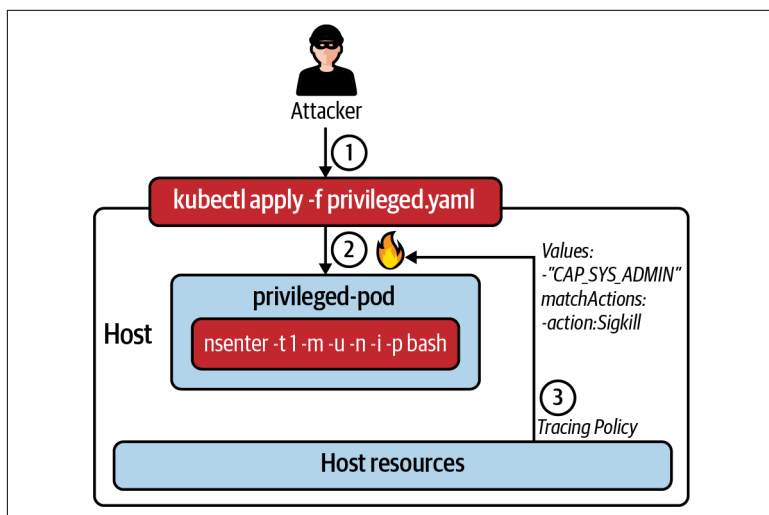 Attacker
1
kubectl apply -f privileged.yaml
2
Values:
-"CAP_SYS_ADMIN"
matchActions:
-action:Sigkill
privileged-pod
Host
nsenter -t 1 -m -u -n -i -p bash
3
Tracing Policy
Host resources